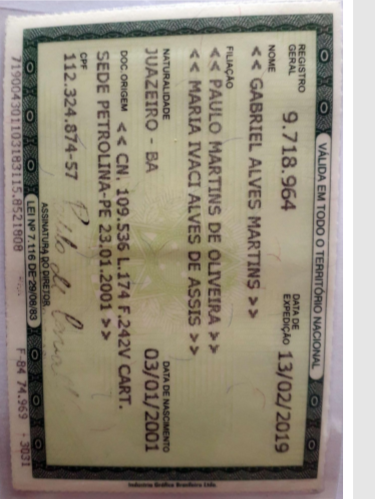 VÁLIDA EM TODO O TERRITÓRIO NACIONAL
REGISTRO GERAL 9.718.964 DATA DE EXPEDIÇÃO 13/02/2019
NOME
<< GABRIEL ALVES MARTINS >>
FILIAÇÃO
<< PAULO MARTINS DE OLIVEIRA >>
<< MARIA IVACI ALVES DE ASSIS >>
NATURALIDADE DATA DE NASCIMENTO
JUAZEIRO - BA 03/01/2001
DOC ORIGEM << CN. 109.536 L.174 F.242V CART.
SEDE PETROLINA-PE 23.01.2001 >>
CPF
112.324.874-57
ASSINATURA DO DIRETOR
LEI Nº 7.116 DE 29/08/83
719004301103183115.8521808 F-84 74.969 - 3031
Indústria Gráfica Brasileira Ltda